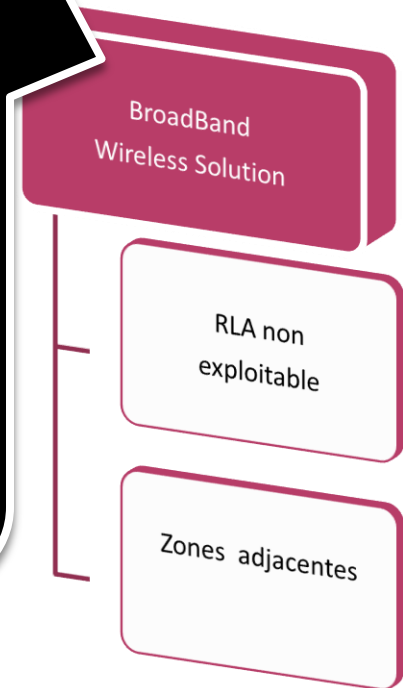 BroadBand
Wireless Solution
RLA non
exploitable
Zones adjacentes